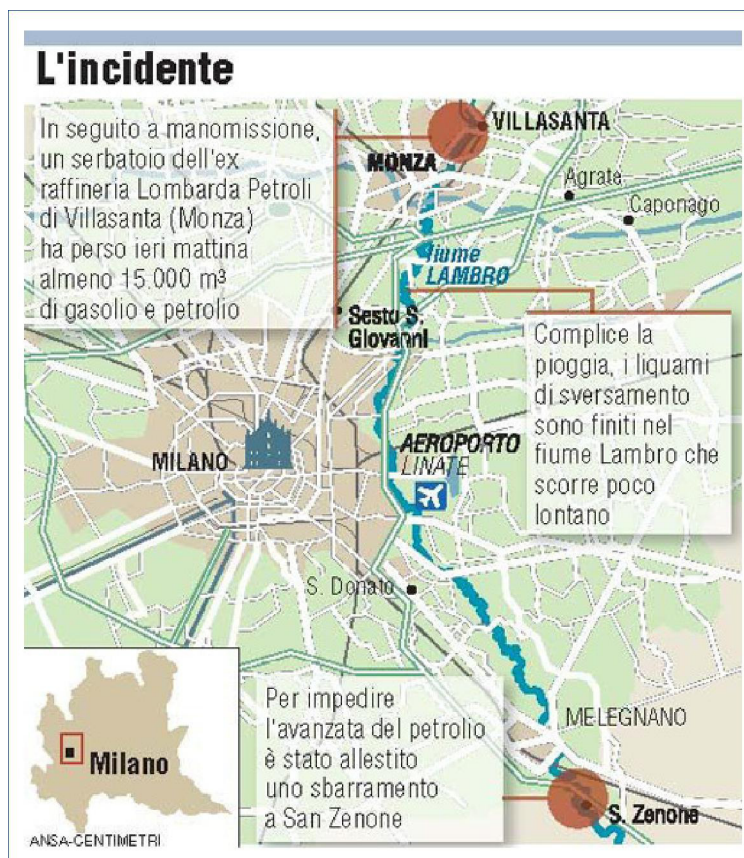 L'incidente
In seguito a manomissione,
un serbatoio dell'ex
raffineria Lombarda Petroli
di Villasanta (Monza)
ha perso ieri mattina
almeno 15.000 m³
di gasolio e petrolio
VILLASANTA
MONZA
Agrate
Caponago
fiume
LAMBRO
Sesto S.
Giovanni
Complice la
pioggia, i liquami
di sversamento
sono finiti nel
fiume Lambro che
scorre poco
lontano
MILANO
AEROPORTO
LINATE
S. Donato
Per impedire
l'avanzata del petrolio
è stato allestito
uno sbarramento
a San Zenone
MELEGNANO
S. Zenone
Milano
ANSA-CENTIMETRI